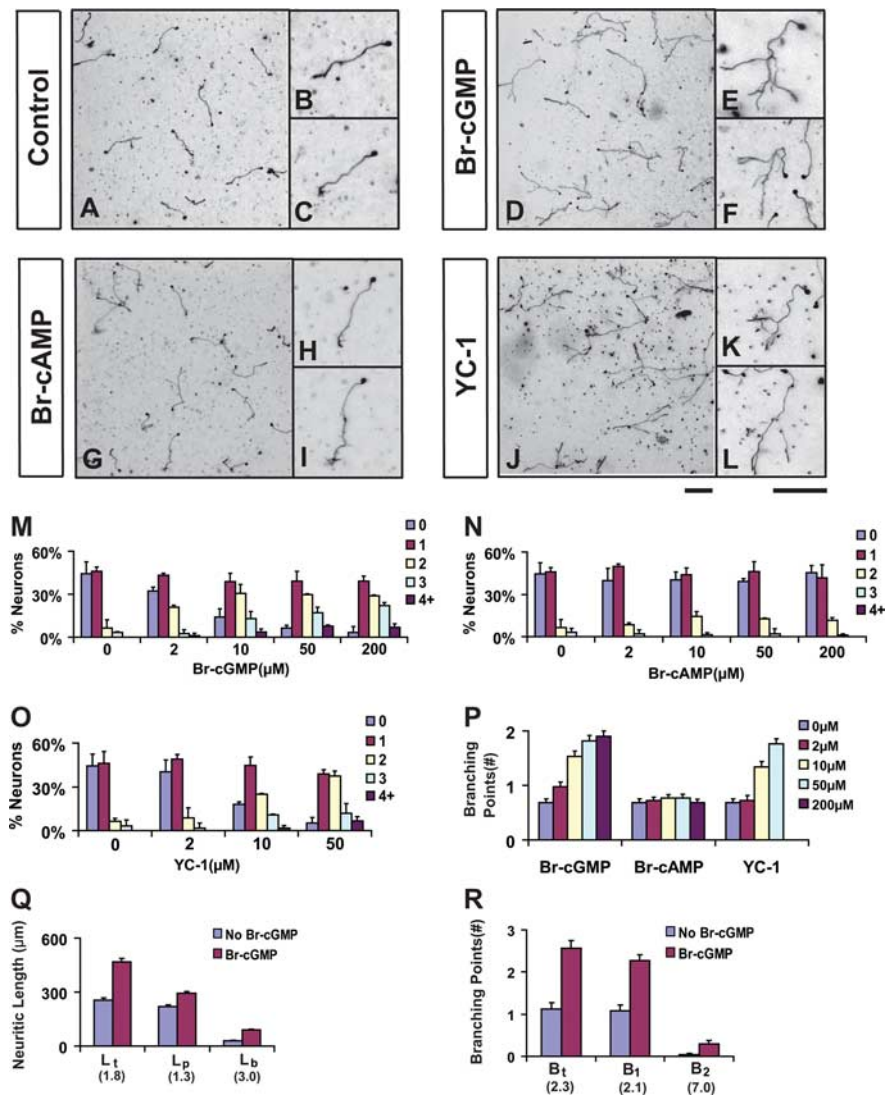 Control
A
B
C
Br-cGMP
D
E
F
Br-cAMP
G
H
I
YC-1
J
K
L
M
% Neurons
60%
30%
0%
0 2 10 50 200
Br-cGMP(µM)
0
1
2
3
4+
N
% Neurons
60%
30%
0%
0 2 10 50 200
Br-cAMP(µM)
0
1
2
3
4+
O
% Neurons
60%
30%
0%
0 2 10 50
YC-1(µM)
0
1
2
3
4+
P
Branching
Points(#)
2
1
0
Br-cGMP Br-cAMP YC-1
0µM
2µM
10µM
50µM
200µM
Q
Neuritic Length (µm)
600
300
0
No Br-cGMP
Br-cGMP
Lt Lp Lb
(1.8) (1.3) (3.0)
R
Branching Points(#)
3
2
1
0
No Br-cGMP
Br-cGMP
Bt B1 B2
(2.3) (2.1) (7.0)